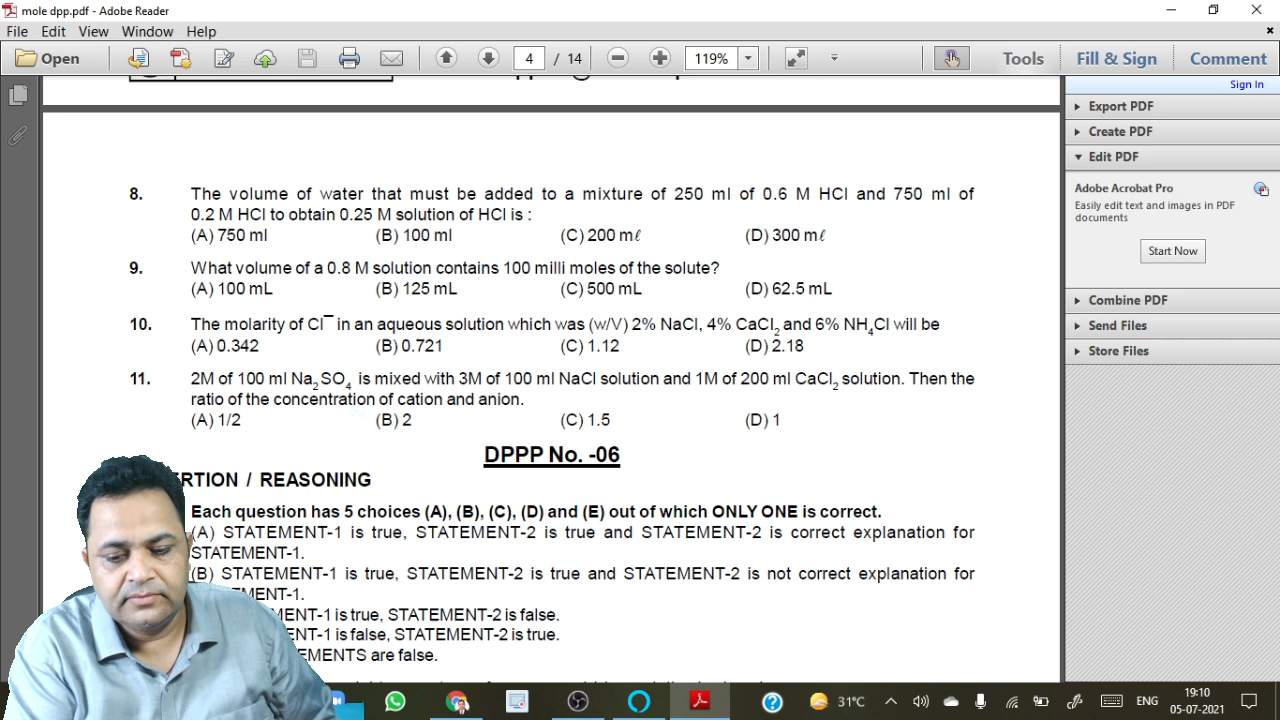 mole dpp.pdf - Adobe Reader
File Edit View Window Help
Open 4 / 14 119% Tools Fill & Sign Comment
Sign In
Export PDF
Create PDF
Edit PDF
Adobe Acrobat Pro
Easily edit text and images in PDF
documents
Start Now
Combine PDF
Send Files
Store Files
8. The volume of water that must be added to a mixture of 250 ml of 0.6 M HCl and 750 ml of
0.2 M HCl to obtain 0.25 M solution of HCl is :
(A) 750 ml (B) 100 ml (C) 200 mℓ (D) 300 mℓ
9. What volume of a 0.8 M solution contains 100 milli moles of the solute?
(A) 100 mL (B) 125 mL (C) 500 mL (D) 62.5 mL
10. The molarity of Cl¯ in an aqueous solution which was (w/V) 2% NaCl, 4% CaCl₂ and 6% NH₄Cl will be
(A) 0.342 (B) 0.721 (C) 1.12 (D) 2.18
11. 2M of 100 ml Na₂SO₄ is mixed with 3M of 100 ml NaCl solution and 1M of 200 ml CaCl₂ solution. Then the
ratio of the concentration of cation and anion.
(A) 1/2 (B) 2 (C) 1.5 (D) 1
DPPP No. -06
RTION / REASONING
Each question has 5 choices (A), (B), (C), (D) and (E) out of which ONLY ONE is correct.
(A) STATEMENT-1 is true, STATEMENT-2 is true and STATEMENT-2 is correct explanation for
STATEMENT-1.
(B) STATEMENT-1 is true, STATEMENT-2 is true and STATEMENT-2 is not correct explanation for
EMENT-1.
MENT-1 is true, STATEMENT-2 is false.
ENT-1 is false, STATEMENT-2 is true.
EMENTS are false.
31°C ENG 19:10
05-07-2021